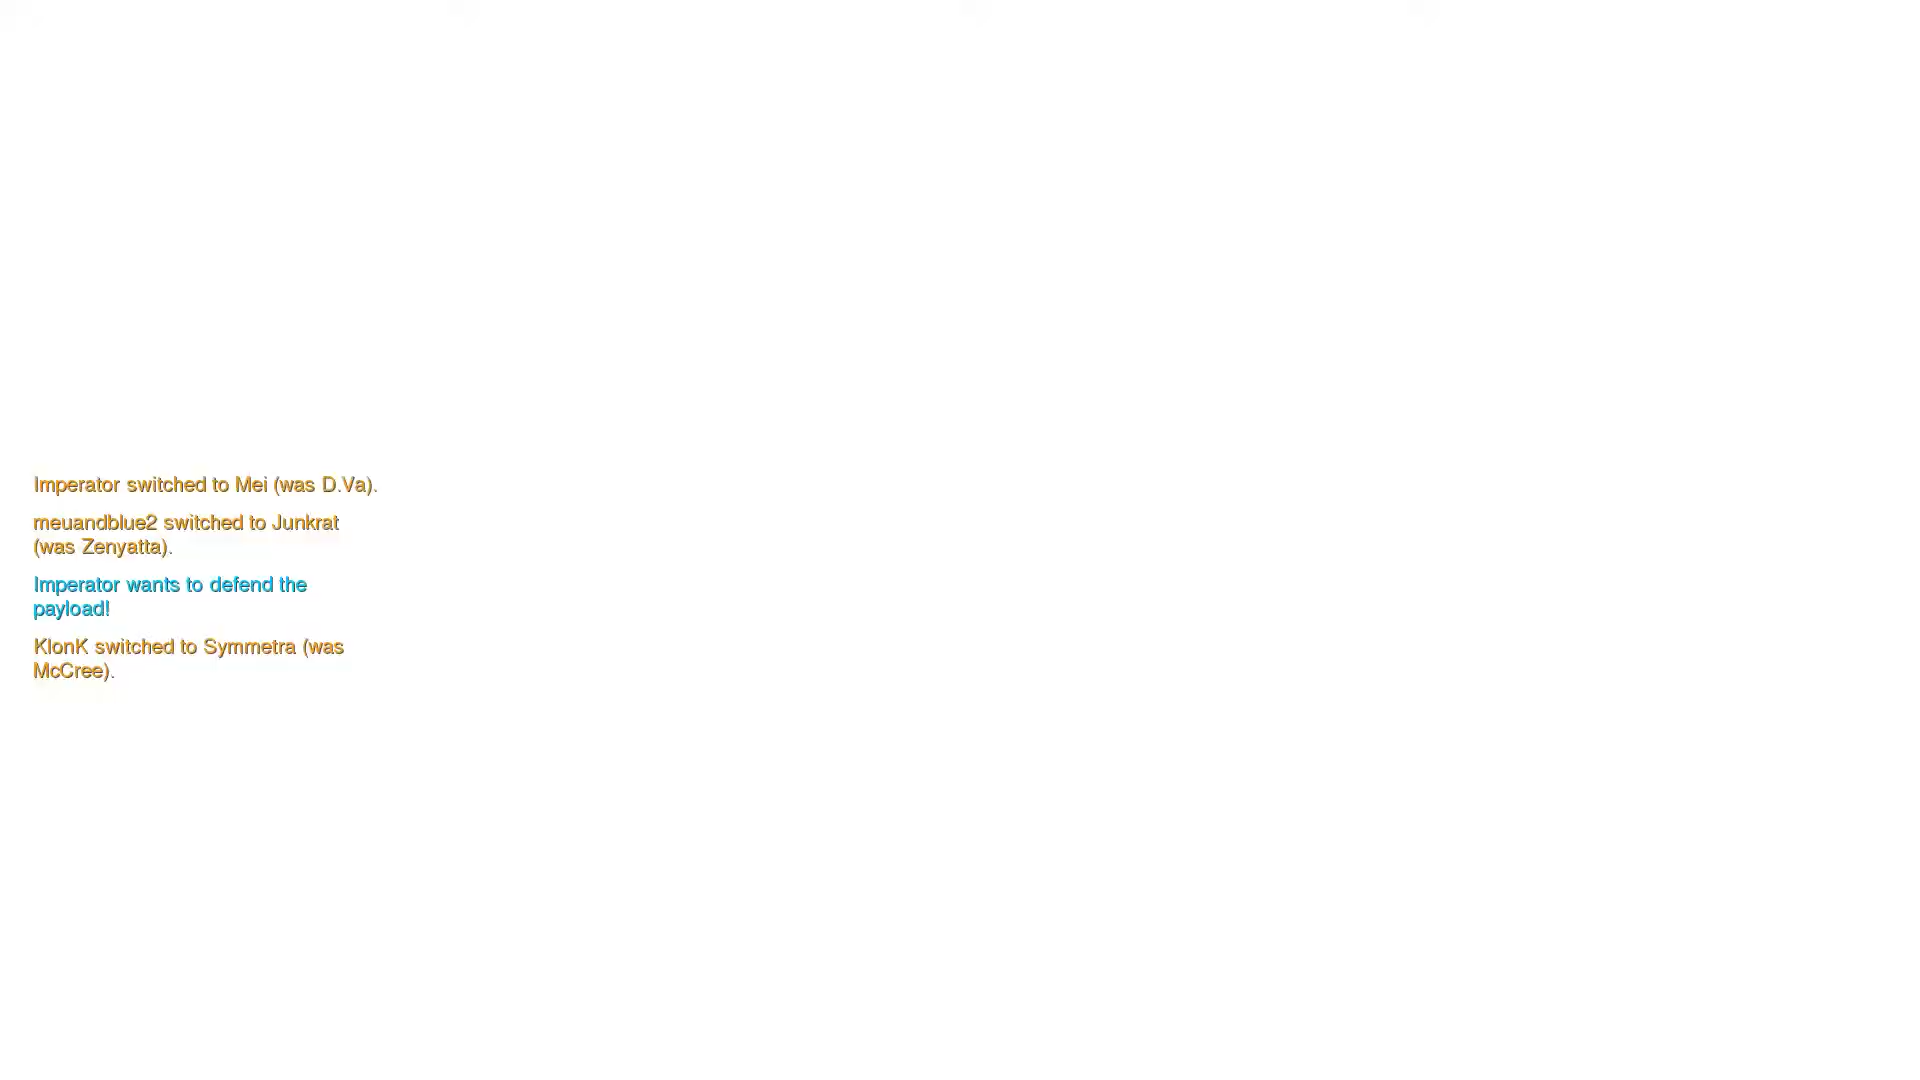 Imperator switched to Mei (was D.Va).
meuandblue2 switched to Junkrat
(was Zenyatta).
Imperator wants to defend the
payload!
KlonK switched to Symmetra (was
McCree).